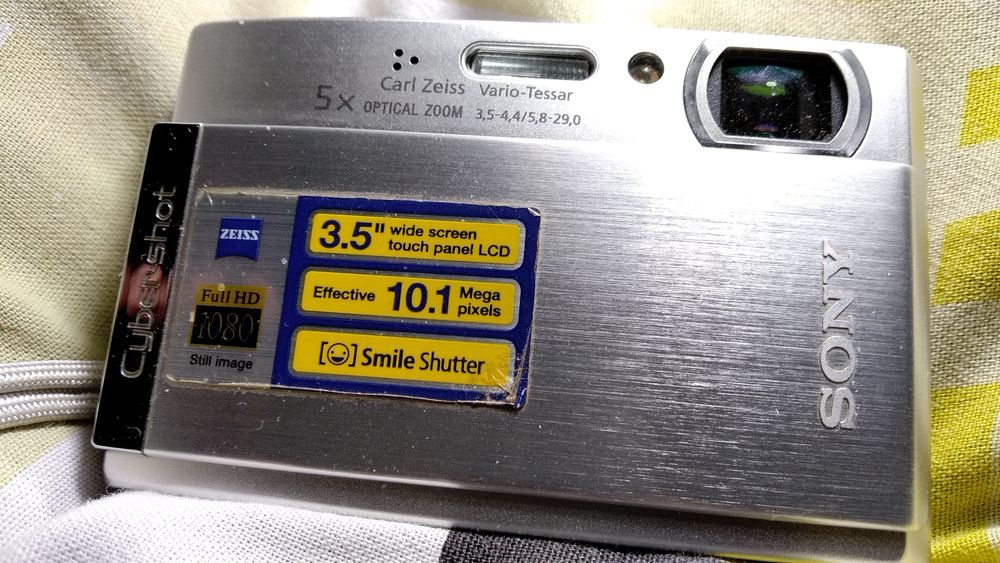 Carl Zeiss Vario-Tessar
5x OPTICAL ZOOM 3,5-4,4/5,8-29,0
Cyber-shot
ZEISS
Full HD
1080
Still image
3.5" wide screen
touch panel LCD
Effective 10.1 Mega
pixels
Smile Shutter
SONY